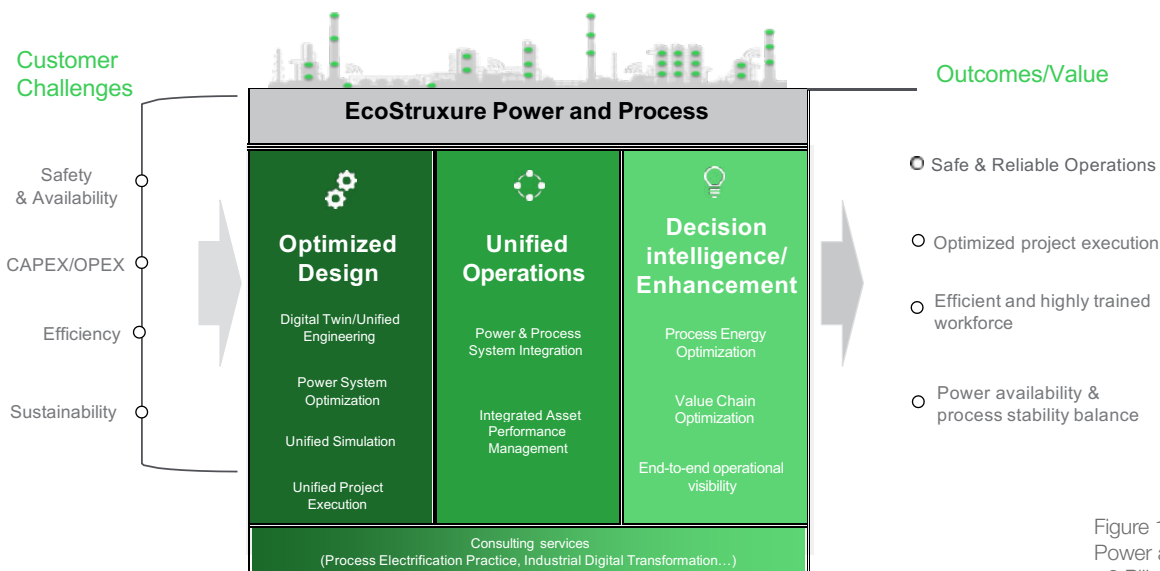 Customer
Challenges
Safety
& Availability
CAPEX/OPEX
Efficiency
Sustainability
EcoStruxure Power and Process
Optimized
Design
Digital Twin/Unified
Engineering
Power System
Optimization
Unified Simulation
Unified Project
Execution
Unified
Operations
Power & Process
System Integration
Integrated Asset
Performance
Management
Decision
intelligence/
Enhancement
Process Energy
Optimization
Value Chain
Optimization
End-to-end operational
visibility
Consulting services
(Process Electrification Practice, Industrial Digital Transformation...)
Outcomes/Value
Safe & Reliable Operations
Optimized project execution
Efficient and highly trained
workforce
Power availability &
process stability balance
Figure 1
Power a